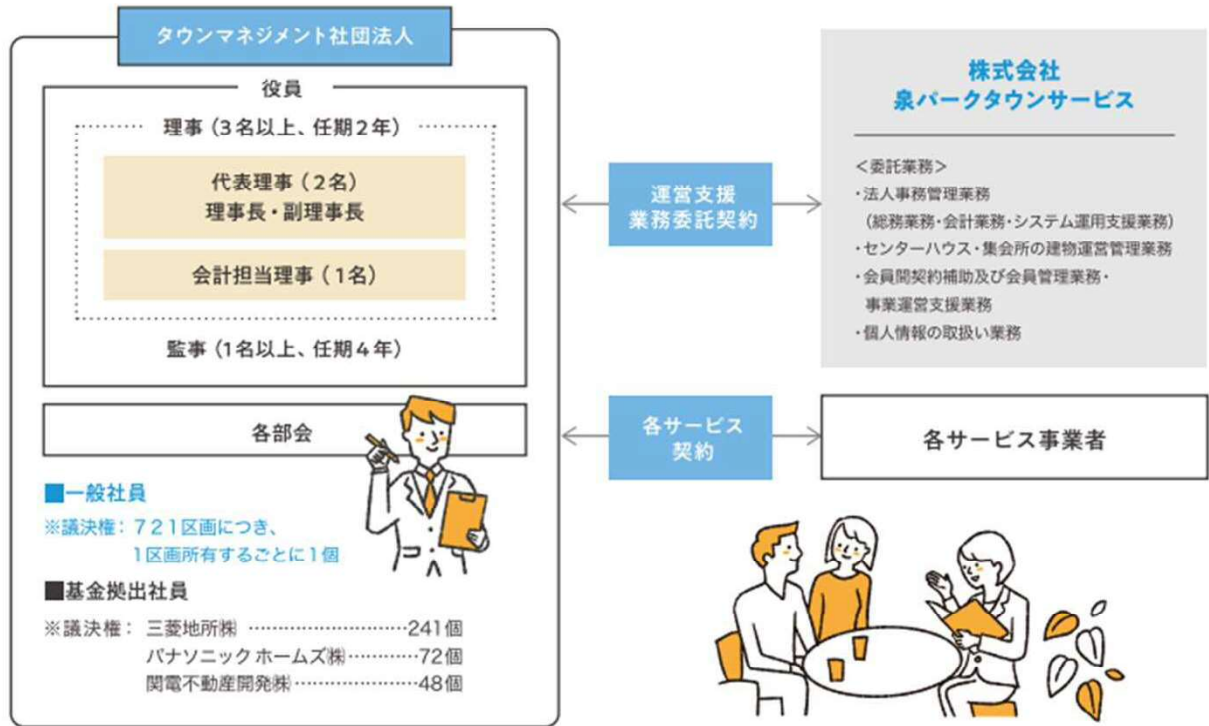 タウンマネジメント社団法人
役員
理事（3名以上、任期2年）
代表理事（2名）
理事長・副理事長
会計担当理事（1名）
監事（1名以上、任期4年）
各部会
■一般社員
※議決権：721区画につき、
1区画所有するごとに1個
■基金拠出社員
※議決権： 三菱地所㈱ ……………………241個
パナソニック ホームズ㈱…………72個
関電不動産開発㈱………………48個
運営支援
業務委託契約
各サービス
契約
株式会社
泉パークタウンサービス
＜委託業務＞
・法人事務管理業務
（総務業務・会計業務・システム運用支援業務）
・センターハウス・集会所の建物運営管理業務
・会員間契約補助及び会員管理業務・
事業運営支援業務
・個人情報の取扱い業務
各サービス事業者